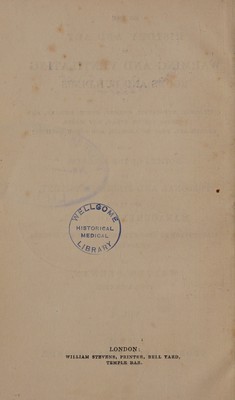 WELLCOME
HISTORICAL
MEDICAL
LIBRARY
LONDON:
WILLIAM STEVENS, PRINTER, BELL YARD,
TEMPLE BAR.